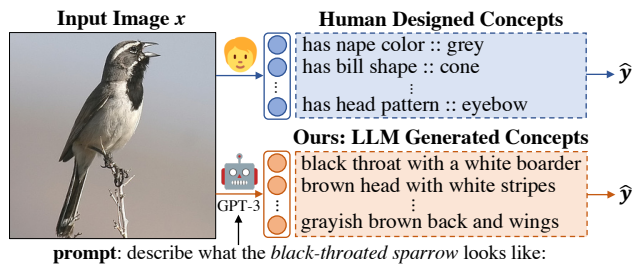 Input Image x
Human Designed Concepts
has nape color :: grey
has bill shape :: cone
⋮
⋮
has head pattern :: eyebow
ŷ
Ours: LLM Generated Concepts
black throat with a white boarder
brown head with white stripes
⋮
⋮
grayish brown back and wings
ŷ
GPT-3
prompt: describe what the black-throated sparrow looks like: